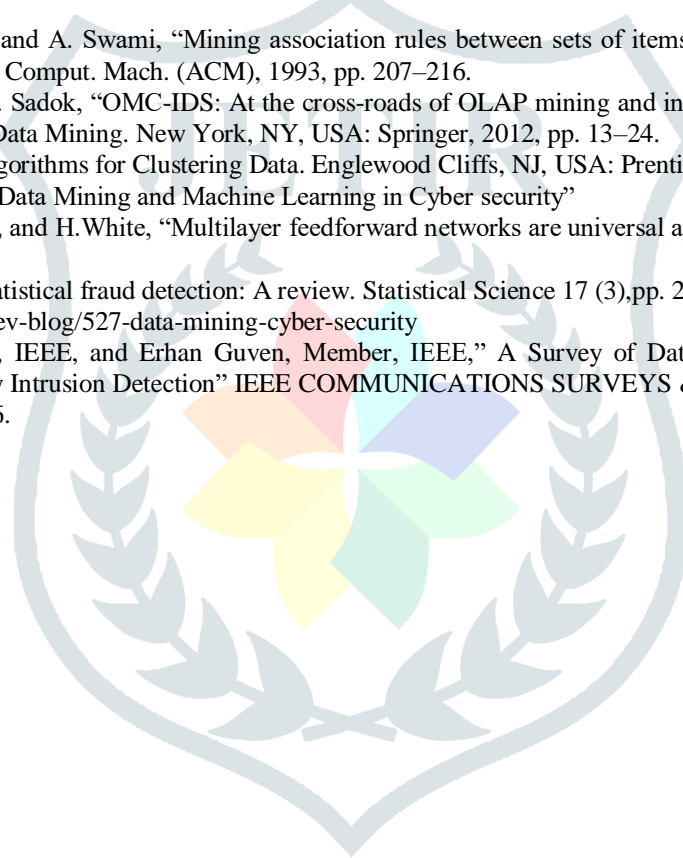 and A. Swami, “Mining association rules between sets of items
Comput. Mach. (ACM), 1993, pp. 207–216.
. Sadok, “OMC-IDS: At the cross-roads of OLAP mining and in
Data Mining. New York, NY, USA: Springer, 2012, pp. 13–24.
gorithms for Clustering Data. Englewood Cliffs, NJ, USA: Prenti
Data Mining and Machine Learning in Cyber security”
, and H.White, “Multilayer feedforward networks are universal a
atistical fraud detection: A review. Statistical Science 17 (3),pp. 2
ev-blog/527-data-mining-cyber-security
, IEEE, and Erhan Guven, Member, IEEE,” A Survey of Dat
y Intrusion Detection” IEEE COMMUNICATIONS SURVEYS &
6.
JETIR